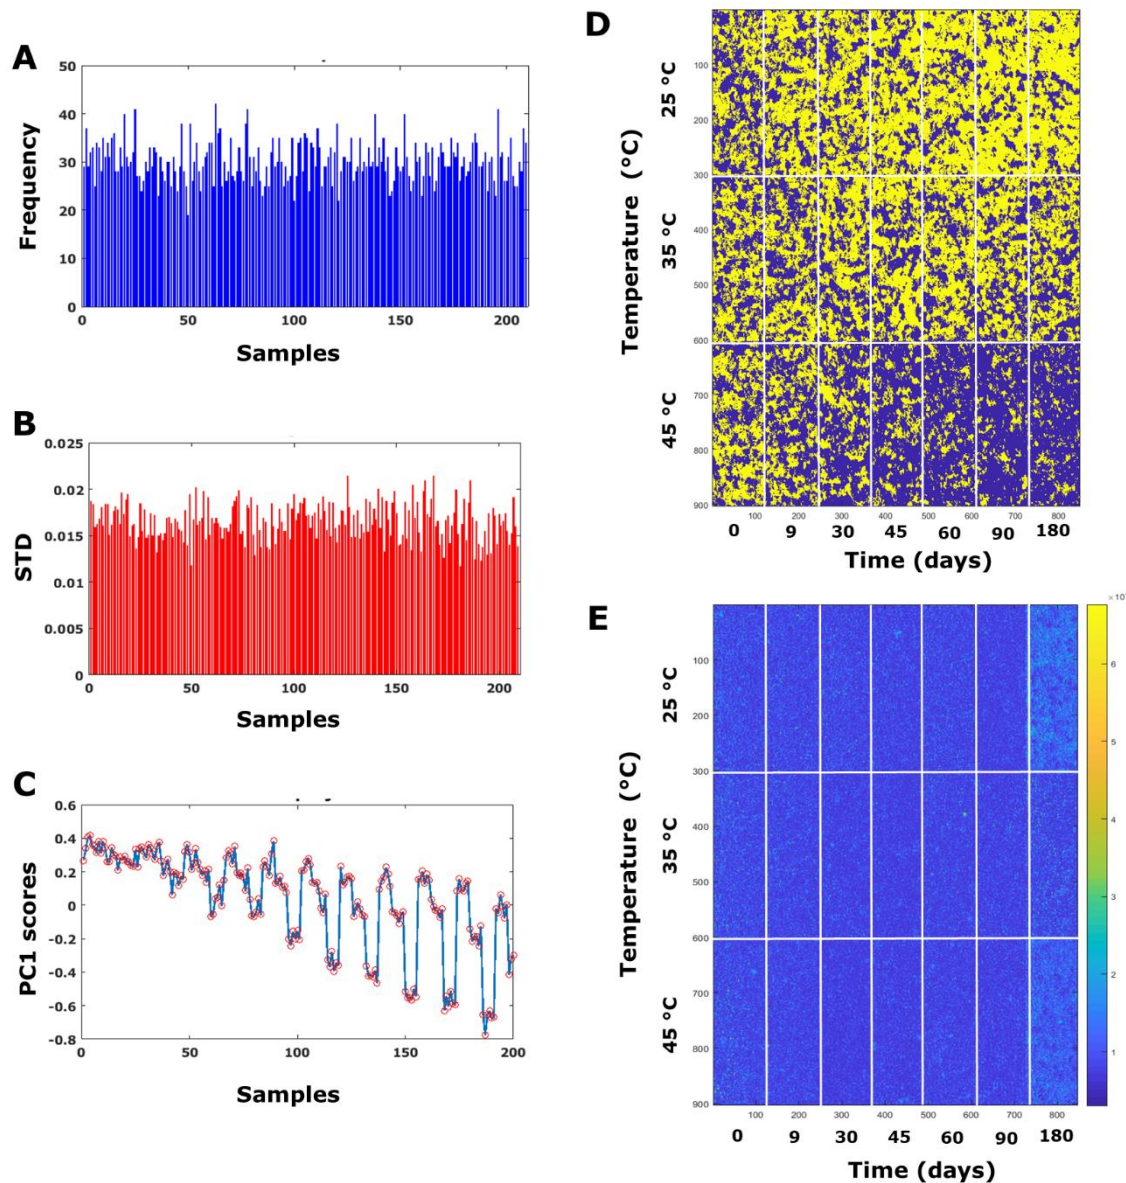 A
50
40
30
20
10
0
Frequency
0 50 100 150 200
Samples
B
0.025
0.02
0.015
0.01
0.005
0
STD
0 50 100 150 200
Samples
C
0.6
0.4
0.2
0
-0.2
-0.4
-0.6
-0.8
PC1 scores
0 50 100 150 200
Samples
D
Temperature (°C)
25 °C
35 °C
45 °C
100
200
300
400
500
600
700
800
900
100 200 300 400 500 600 700 800
0 9 30 45 60 90 180
Time (days)
E
Temperature (°C)
25 °C
35 °C
45 °C
100
200
300
400
500
600
700
800
900
100 200 300 400 500 600 700 800
0 9 30 45 60 90 180
Time (days)
6
5
4
3
2
1